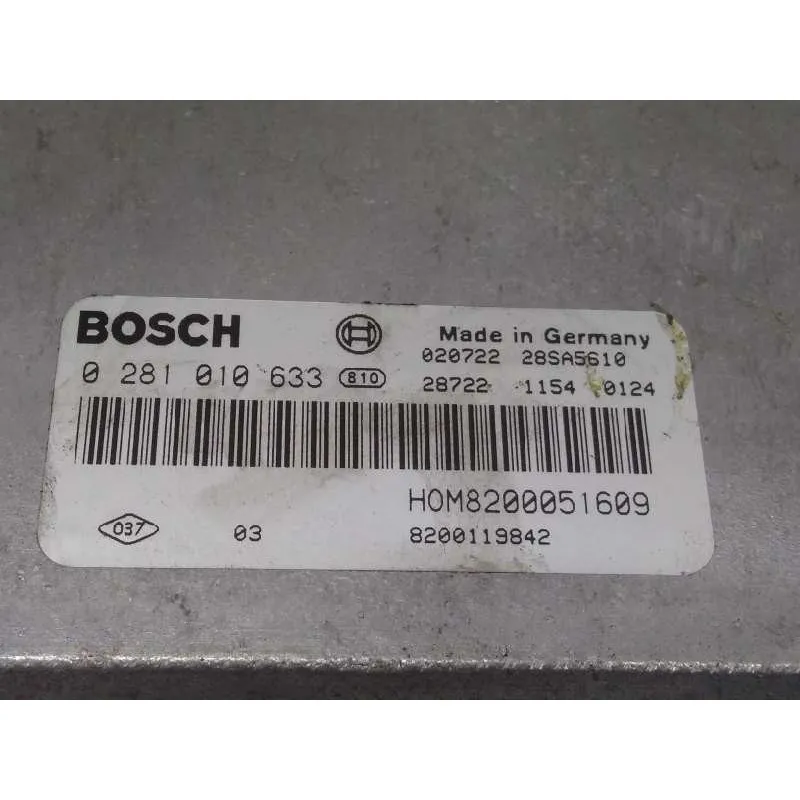 BOSCH
Made in Germany
020722 28SA5610
0 281 010 633 810
28722 1154 0124
HOM8200051609
037 03 8200119842